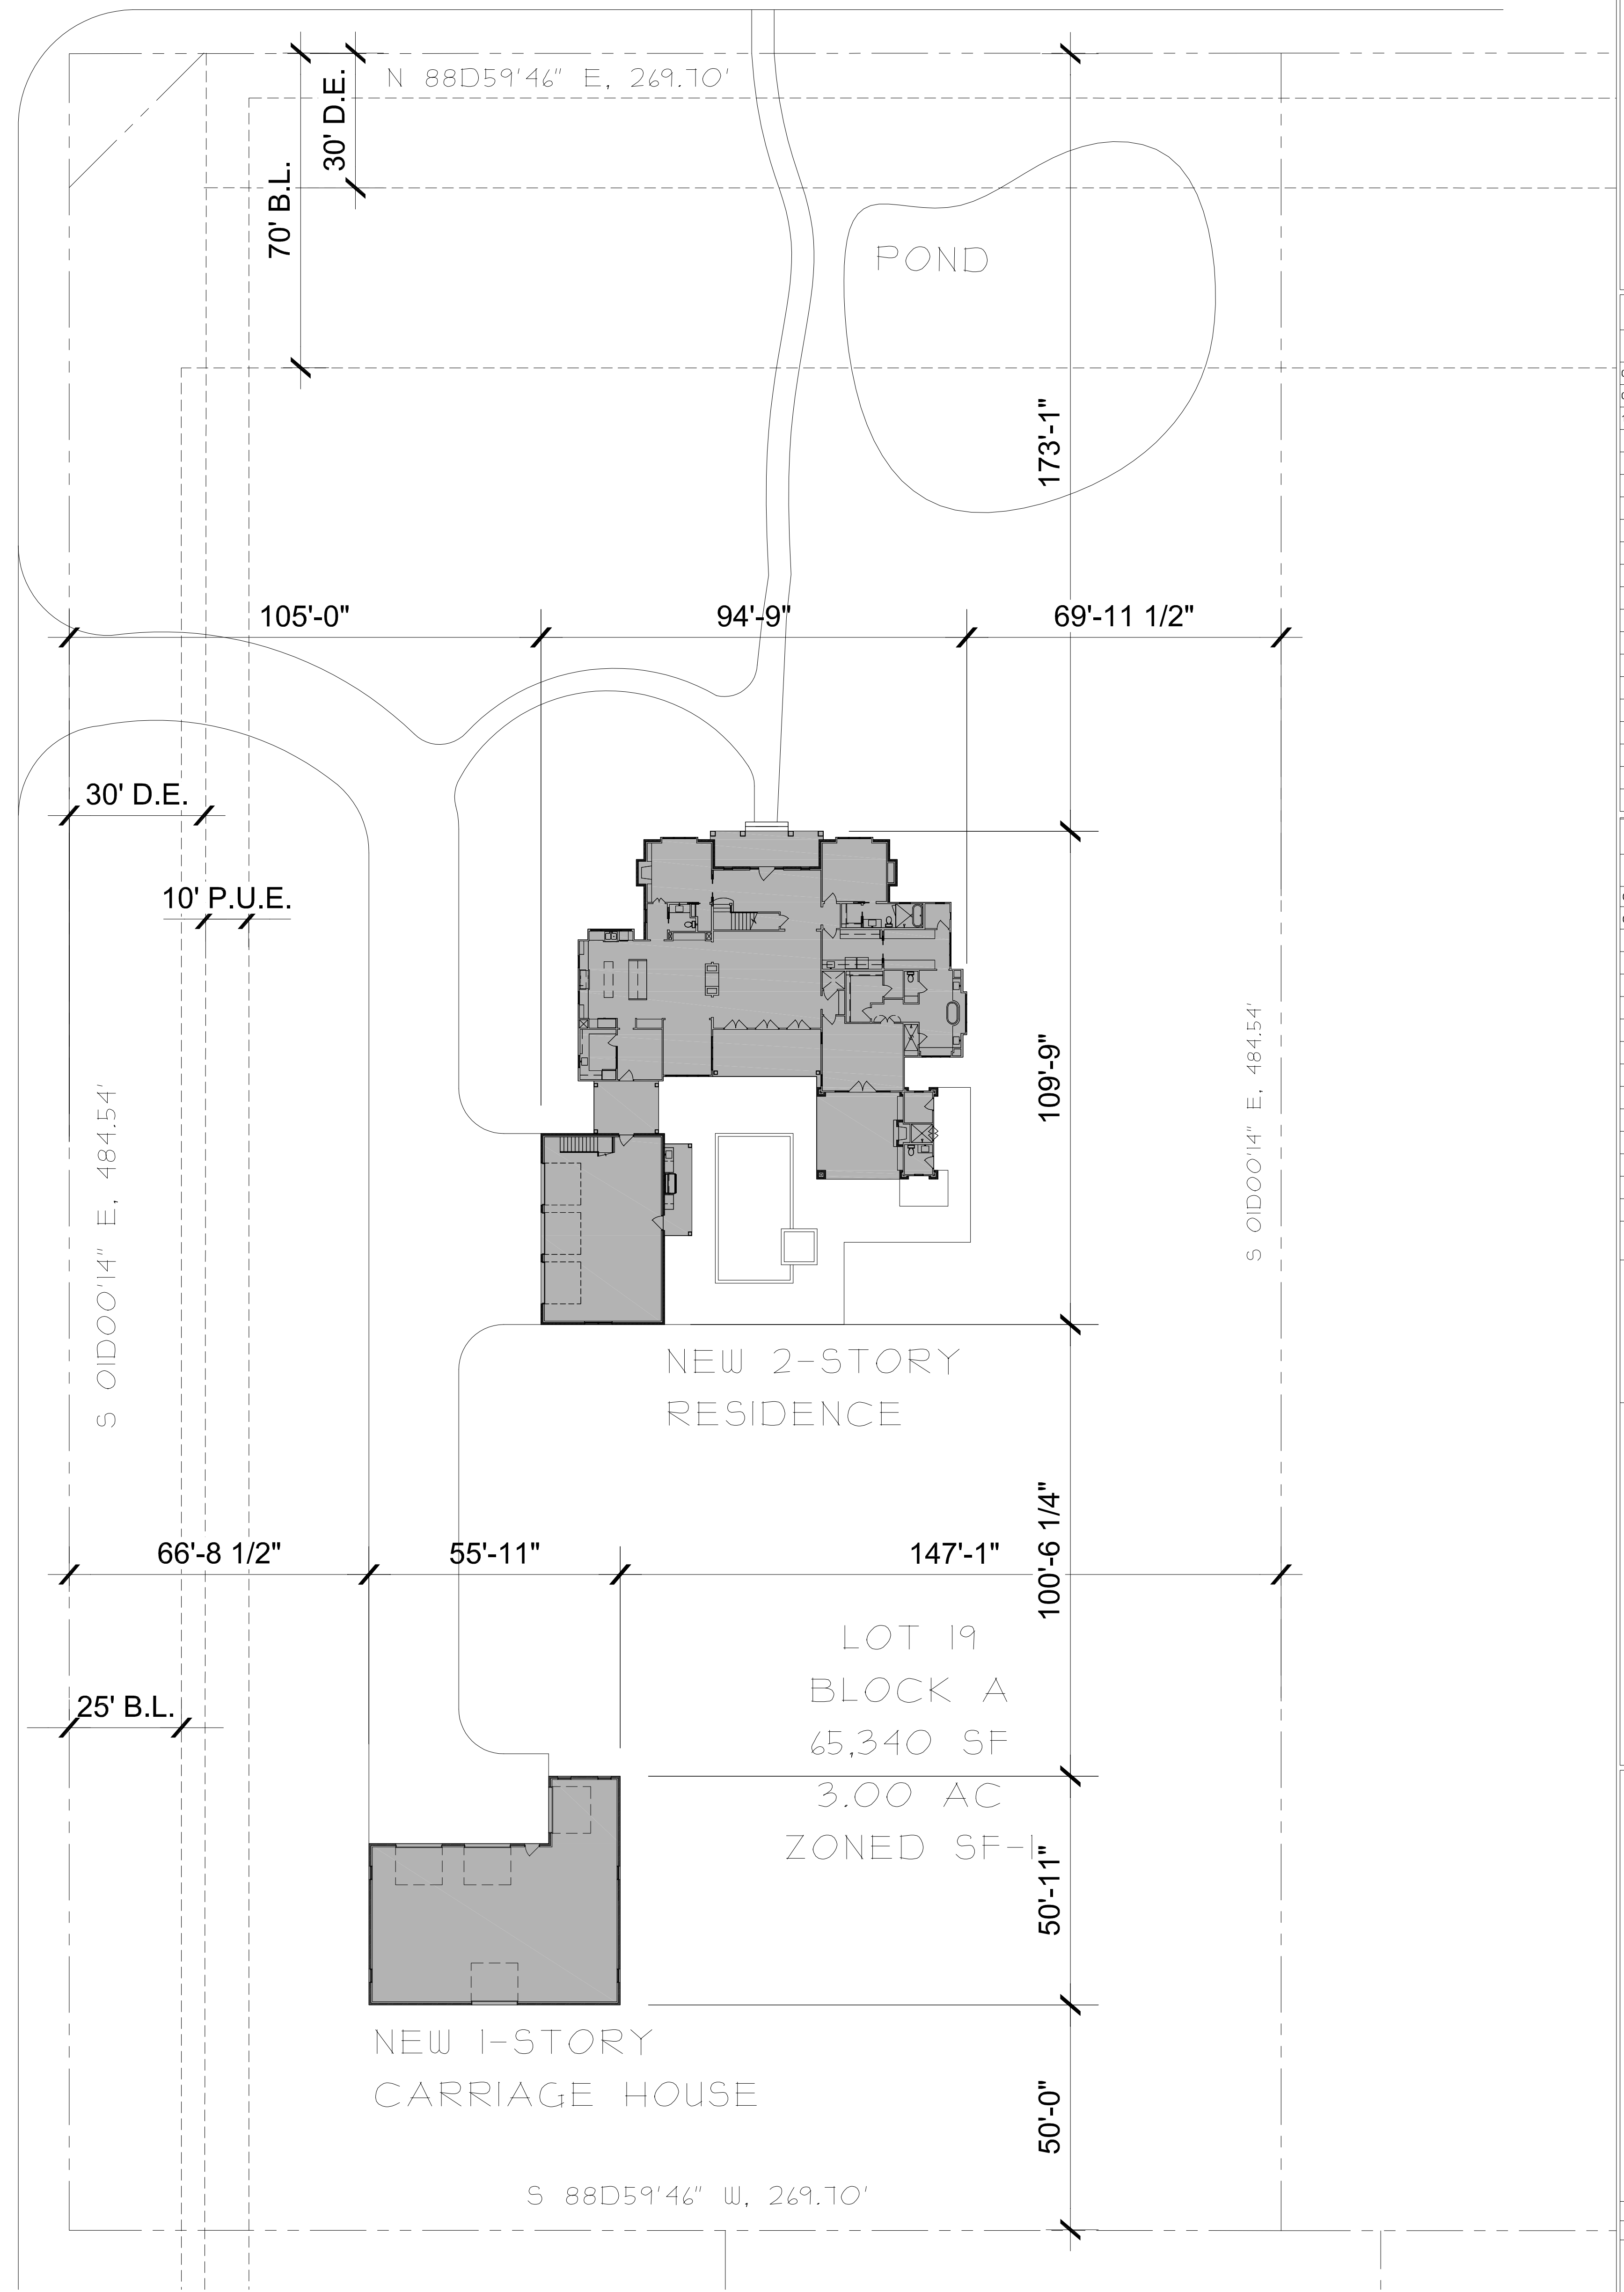 N 88D59'46" E, 269.70'
30' D.E.
70' B.L.
POND
173'-1"
105'-0"
94'-9"
69'-11 1/2"
30' D.E.
10' P.U.E.
109'-9"
S 01D00'14" E, 484.54'
S 01D00'14" E, 484.54'
NEW 2-STORY
RESIDENCE
100'-6 1/4"
66'-8 1/2"
55'-11"
147'-1"
LOT 19
BLOCK A
65,340 SF
3.00 AC
ZONED SF-1
25' B.L.
50'-11"
NEW 1-STORY
CARRIAGE HOUSE
50'-0"
S 88D59'46" W, 269.70'